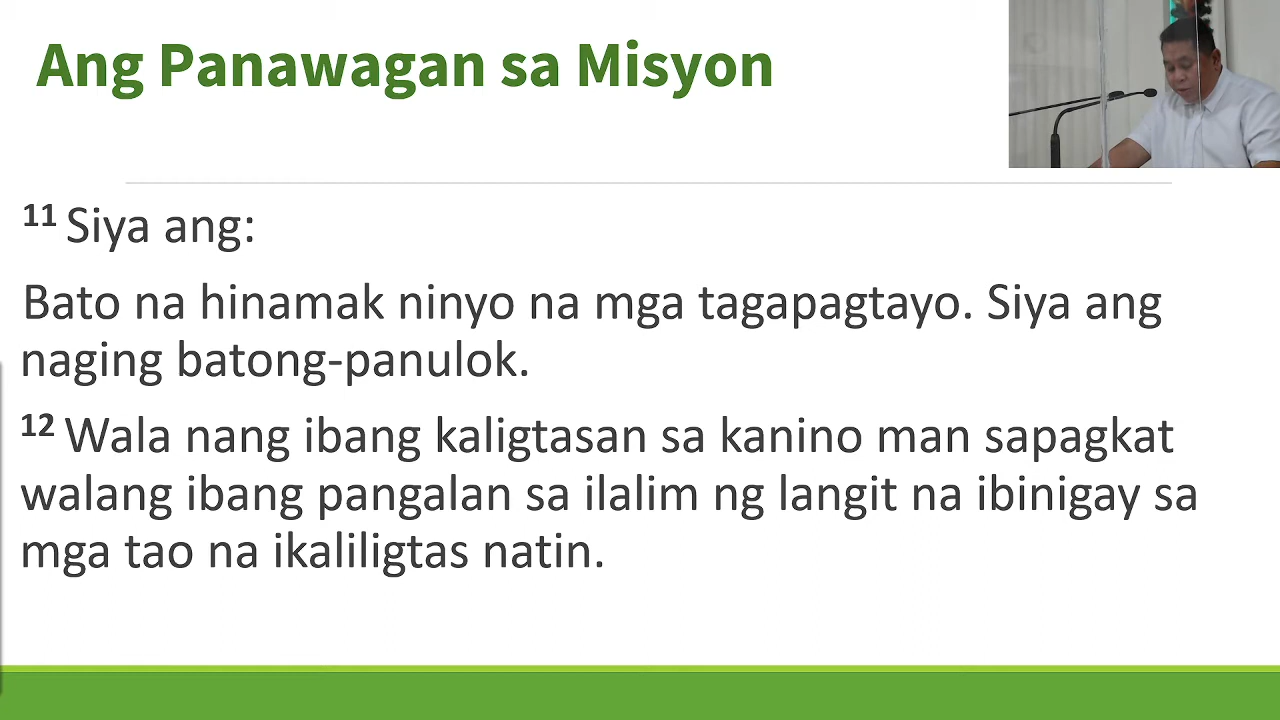 Ang Panawagan sa Misyon
11 Siya ang:
Bato na hinamak ninyo na mga tagapagtayo. Siya ang
naging batong-panulok.
12 Wala nang ibang kaligtasan sa kanino man sapagkat
walang ibang pangalan sa ilalim ng langit na ibinigay sa
mga tao na ikaliligtas natin.